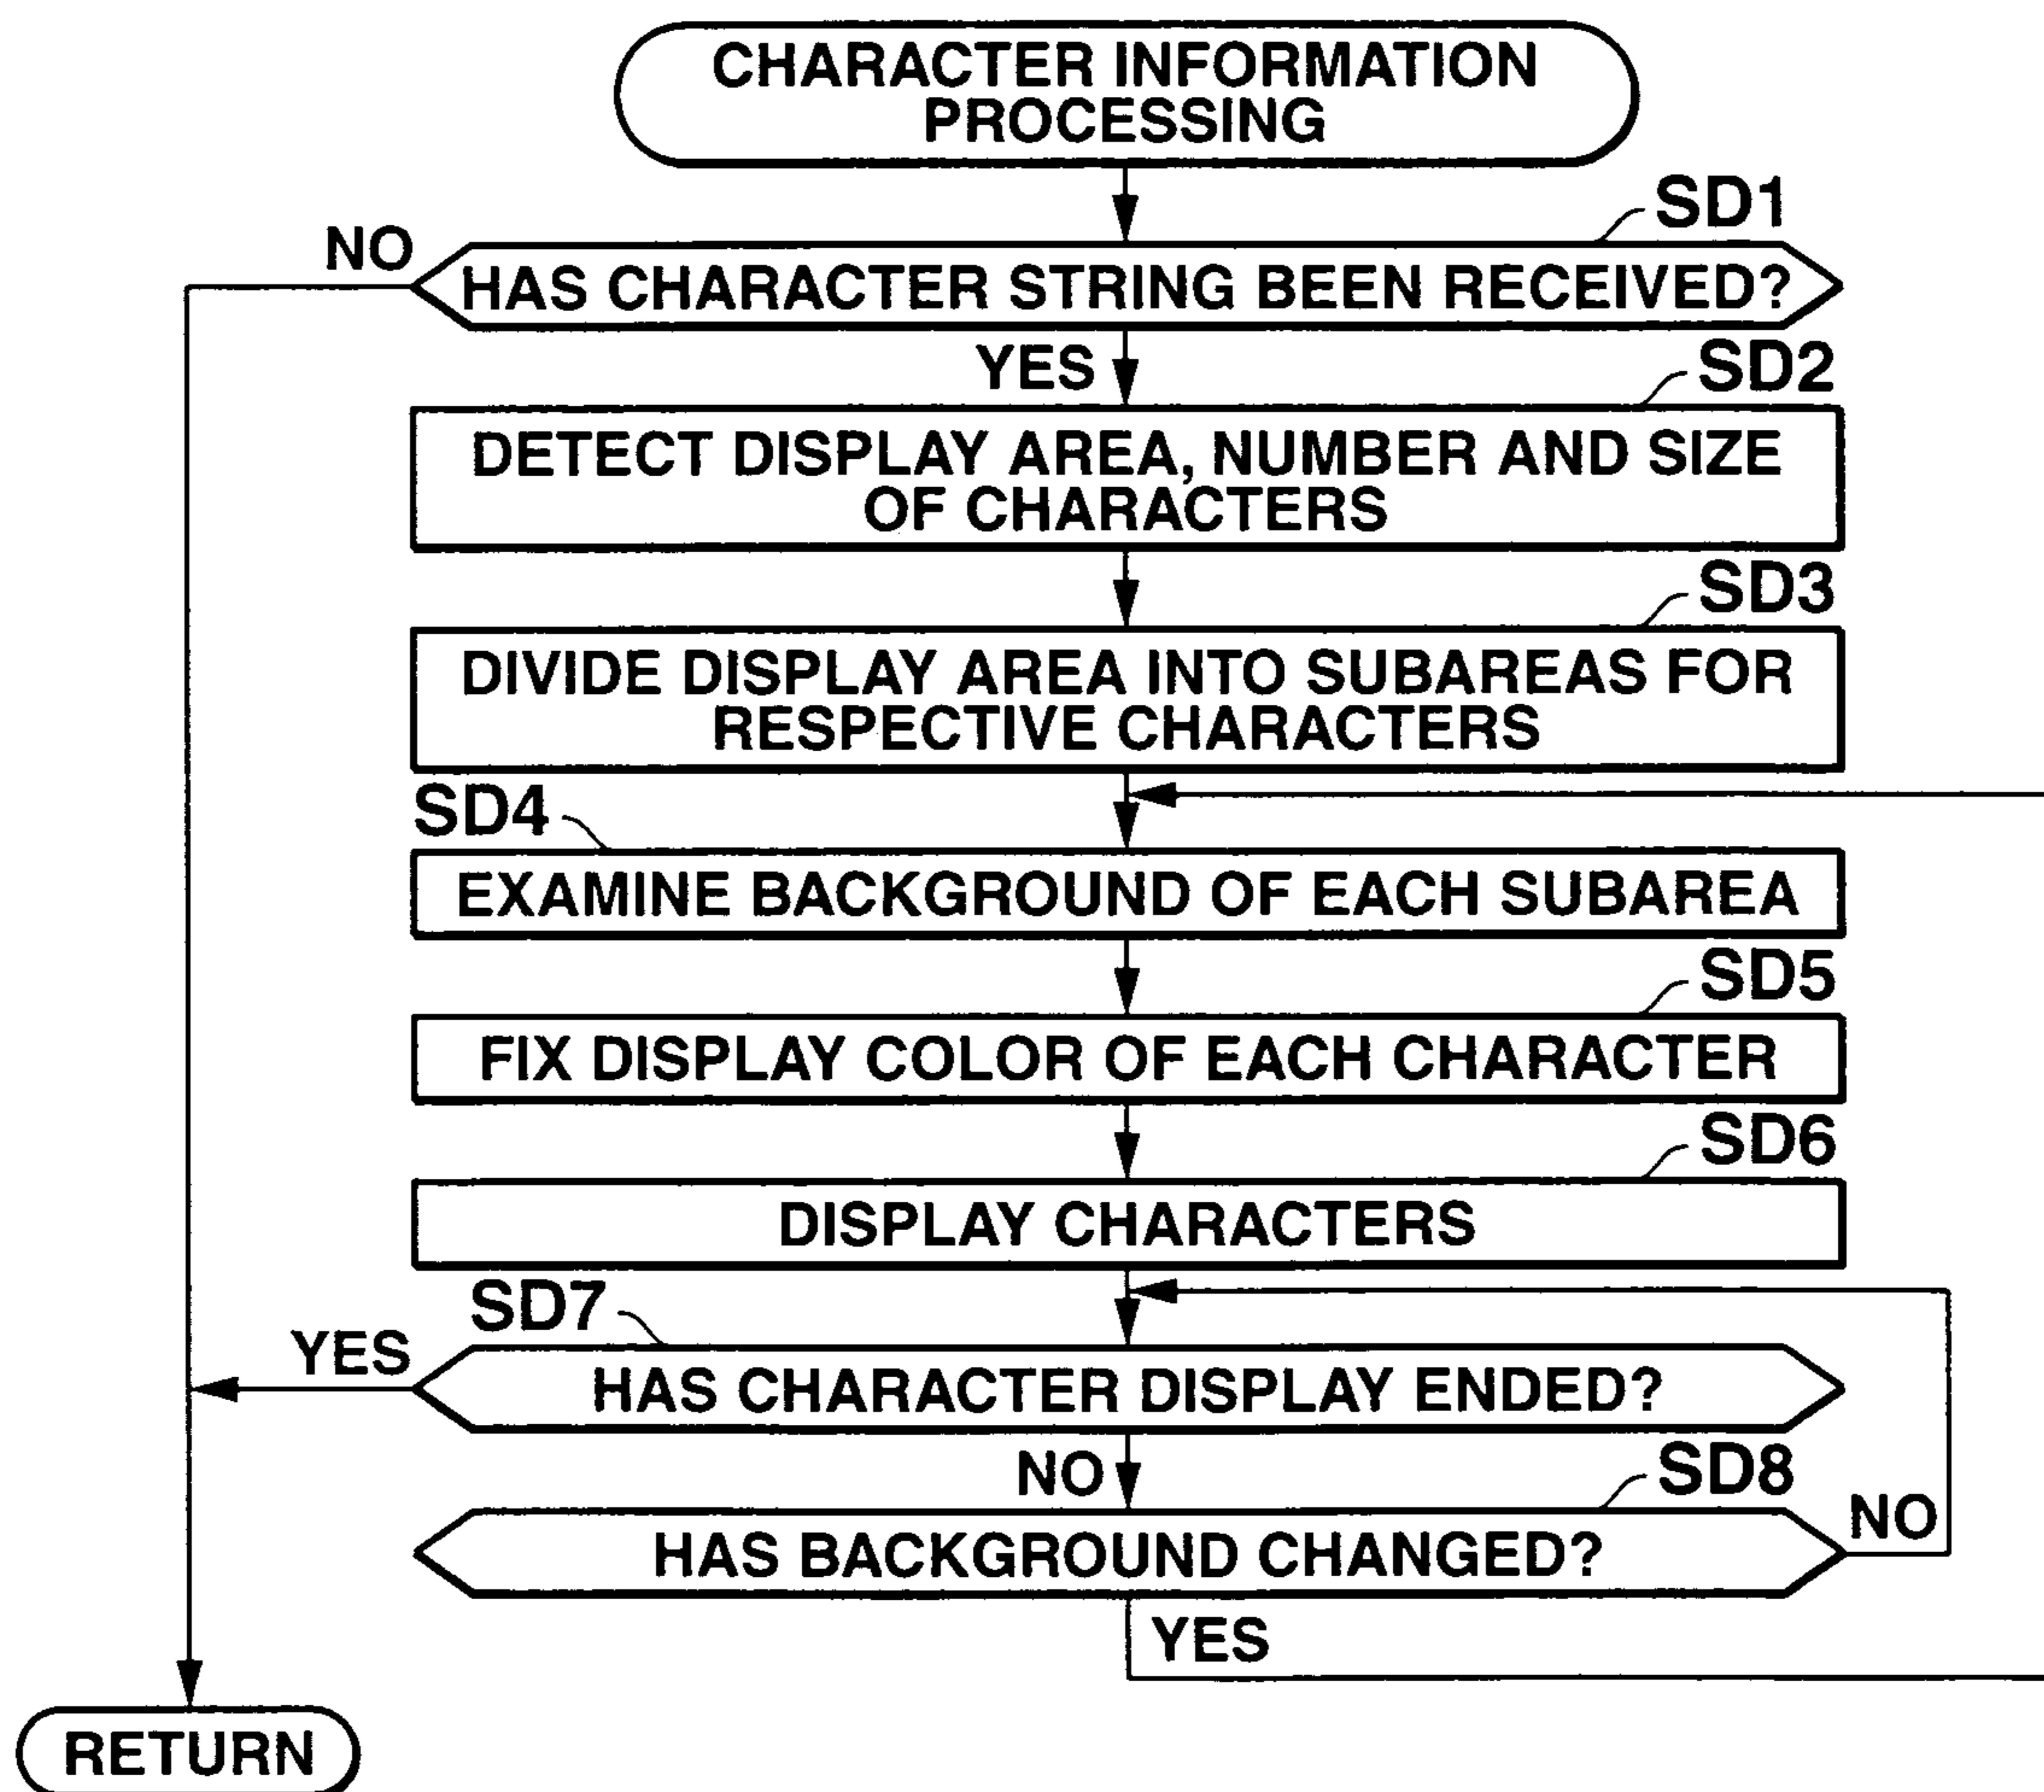 CHARACTER INFORMATION
PROCESSING
SD1
NO
HAS CHARACTER STRING BEEN RECEIVED?
YES
SD2
DETECT DISPLAY AREA, NUMBER AND SIZE
OF CHARACTERS
SD3
DIVIDE DISPLAY AREA INTO SUBAREAS FOR
RESPECTIVE CHARACTERS
SD4
EXAMINE BACKGROUND OF EACH SUBAREA
SD5
FIX DISPLAY COLOR OF EACH CHARACTER
SD6
DISPLAY CHARACTERS
SD7
YES
HAS CHARACTER DISPLAY ENDED?
NO
SD8
NO
HAS BACKGROUND CHANGED?
YES
RETURN